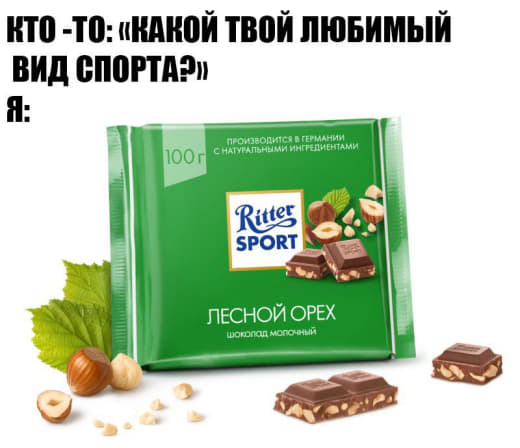 КТО -ТО: «КАКОЙ ТВОЙ ЛЮБИМЫЙ
ВИД СПОРТА?»
Я:
100 г
ПРОИЗВОДИТСЯ В ГЕРМАНИИ
С НАТУРАЛЬНЫМИ ИНГРЕДИЕНТАМИ
Ritter
SPORT
ЛЕСНОЙ ОРЕХ
ШОКОЛАД МОЛОЧНЫЙ